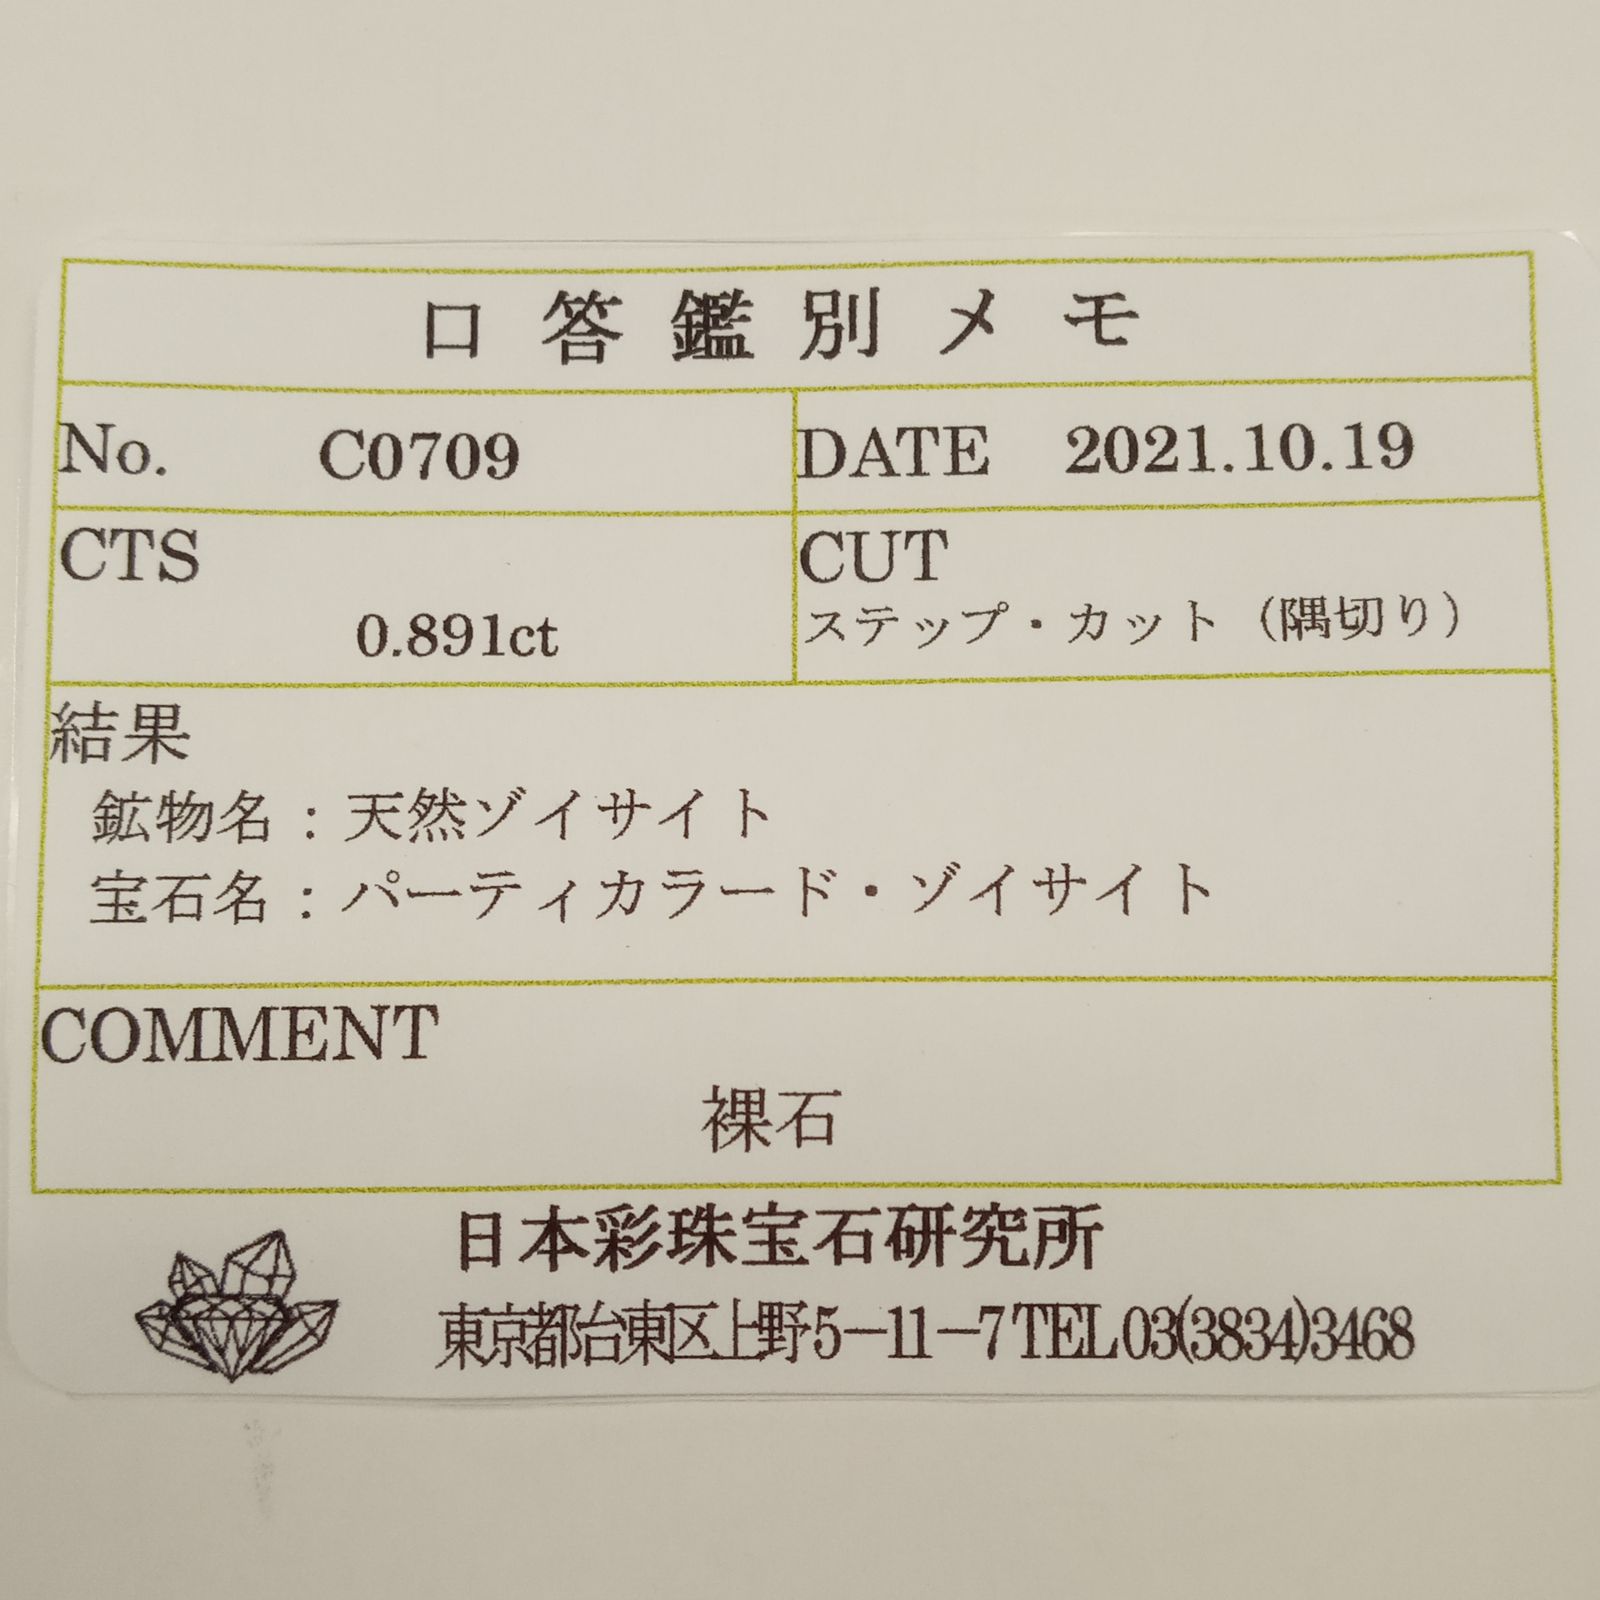 口答鑑別メモ
No. C0709 DATE 2021.10.19
CTS
0.891ct
CUT
ステップ・カット（隅切り）
結果
鉱物名：天然ゾイサイト
宝石名：パーティカラード・ゾイサイト
COMMENT
裸石
日本彩珠宝石研究所
東京都台東区上野5－11－7 TEL 03(3834)3468